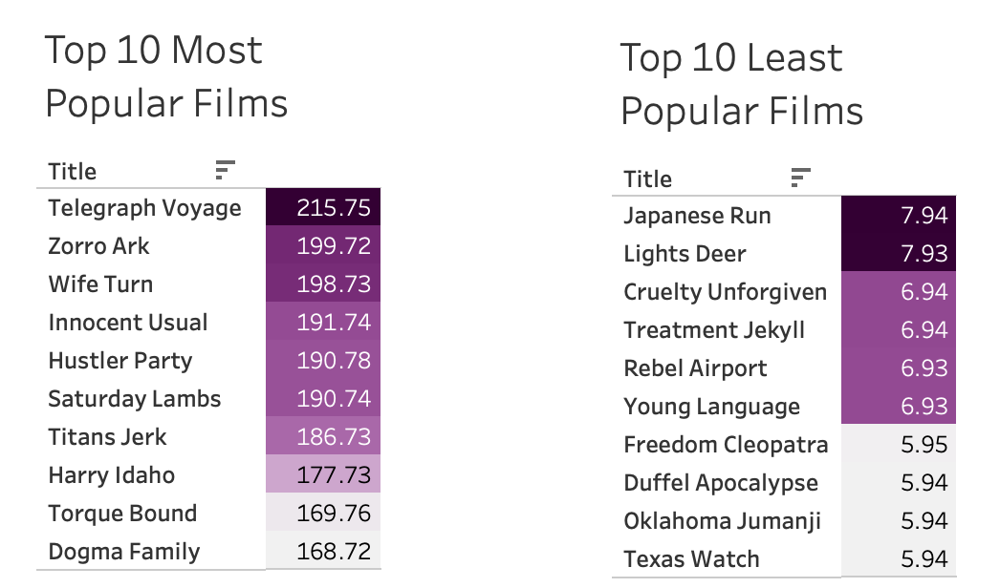 Top 10 Most
Popular Films
Title
Telegraph Voyage 215.75
Zorro Ark 199.72
Wife Turn 198.73
Innocent Usual 191.74
Hustler Party 190.78
Saturday Lambs 190.74
Titans Jerk 186.73
Harry Idaho 177.73
Torque Bound 169.76
Dogma Family 168.72
Top 10 Least
Popular Films
Title
Japanese Run 7.94
Lights Deer 7.93
Cruelty Unforgiven 6.94
Treatment Jekyll 6.94
Rebel Airport 6.93
Young Language 6.93
Freedom Cleopatra 5.95
Duffel Apocalypse 5.94
Oklahoma Jumanji 5.94
Texas Watch 5.94